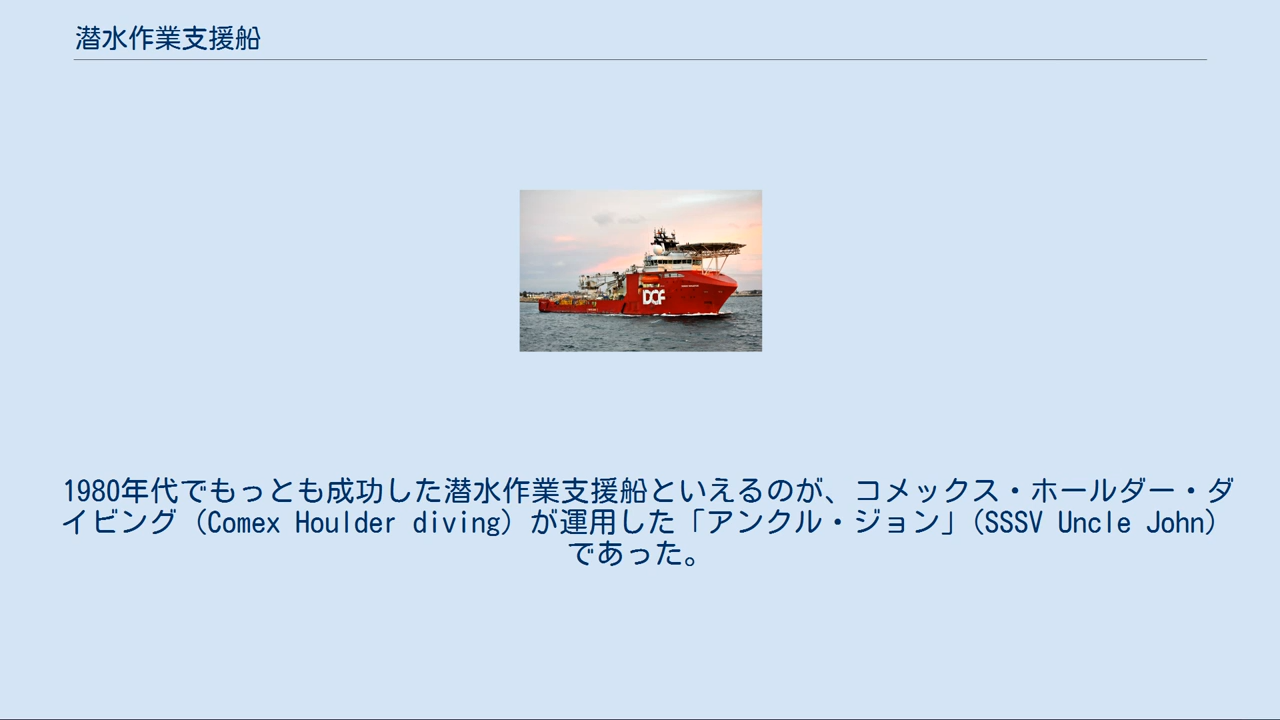 潜水作業支援船
DOF
1980年代でもっとも成功した潜水作業支援船といえるのが、コメックス・ホールダー・ダ
イビング（Comex Houlder diving）が運用した「アンクル・ジョン」（SSSV Uncle John）
であった。